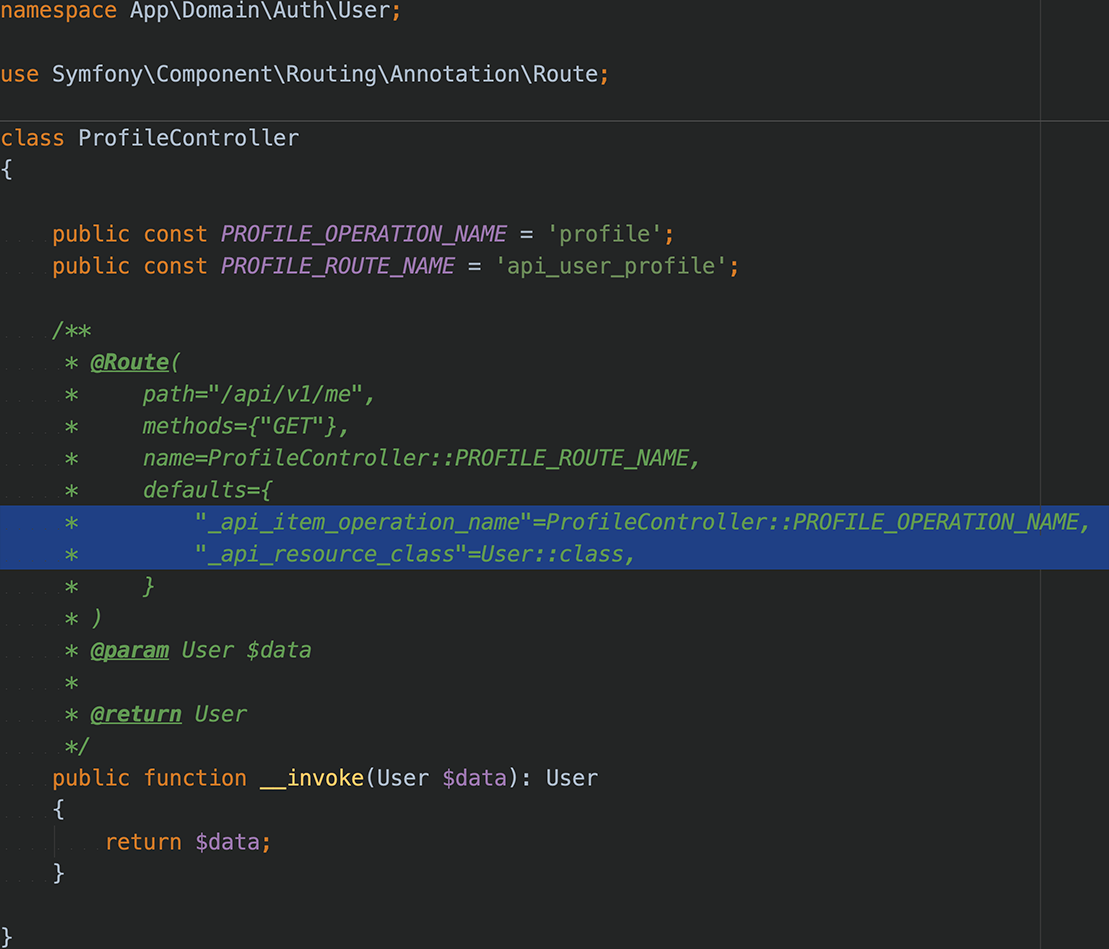 namespace App\Domain\Auth\User;
use Symfony\Component\Routing\Annotation\Route;
class ProfileController
{
    public const PROFILE_OPERATION_NAME = 'profile';
    public const PROFILE_ROUTE_NAME = 'api_user_profile';
    /**
     * @Route(
     *     path="/api/v1/me",
     *     methods={"GET"},
     *     name=ProfileController::PROFILE_ROUTE_NAME,
     *     defaults={
     *         "_api_item_operation_name"=ProfileController::PROFILE_OPERATION_NAME,
     *         "_api_resource_class"=User::class,
     *     }
     * )
     * @param User $data
     *
     * @return User
     */
    public function __invoke(User $data): User
    {
        return $data;
    }
}